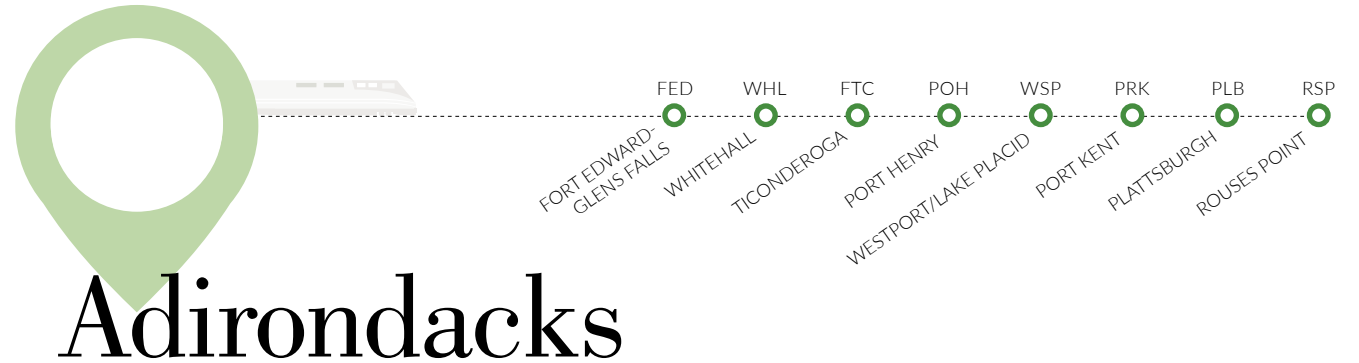 FED
WHL
FTC
POH
WSP
PRK
PLB
RSP
FORT EDWARD-
GLENS FALLS
WHITEHALL
TICONDEROGA
PORT HENRY
WESTPORT/LAKE PLACID
PORT KENT
PLATTSBURGH
ROUSES POINT
Adirondacks